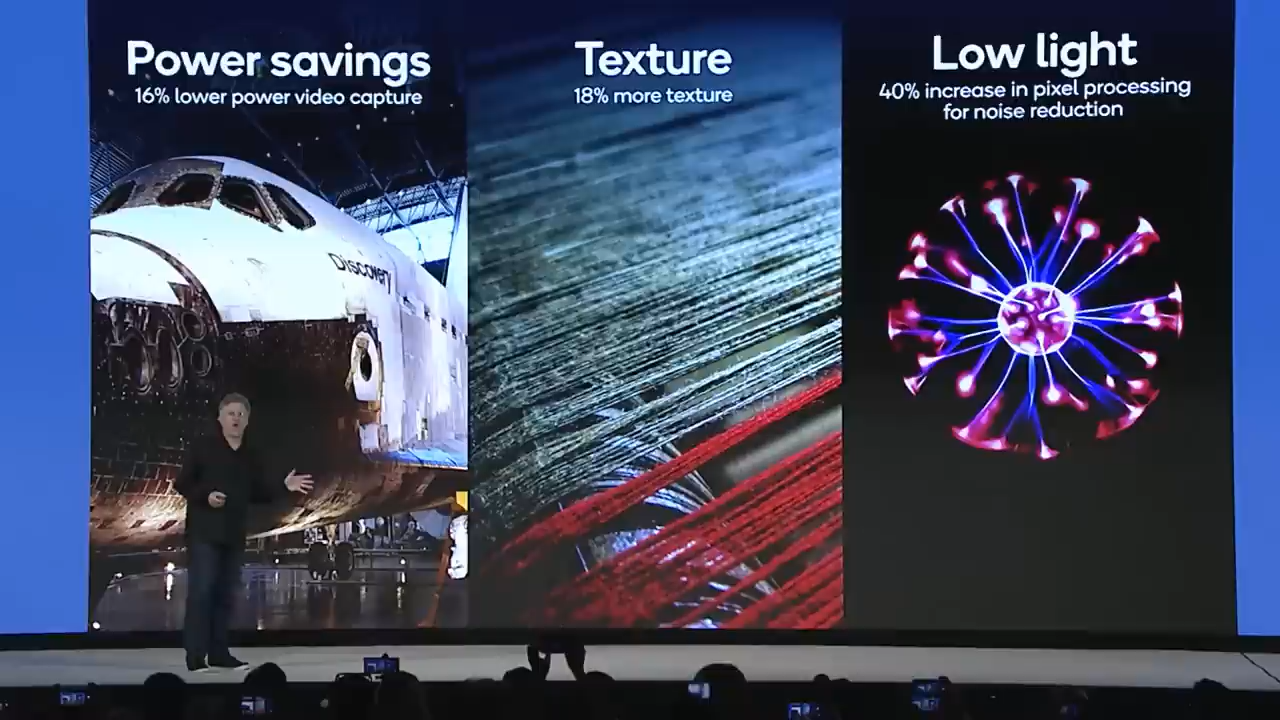 Power savings
16% lower power video capture
Texture
18% more texture
Low light
40% increase in pixel processing
for noise reduction
Discovery